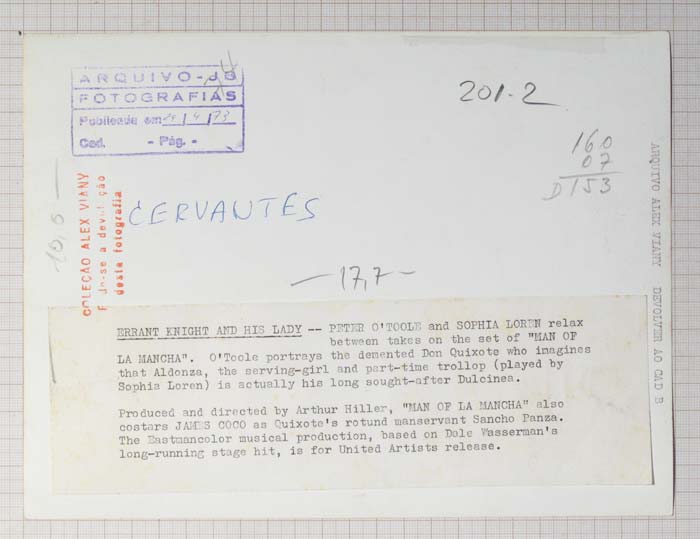 ARQUIVO-JB
FOTOGRAFIAS
Publicada em 29/4/73
Cad. - Pág. -
201-2
160
07
D153
10,0
COLEÇÃO ALEX VIANY
P de-se a devolução
desta fotografia
CERVANTES
ARQUIVO ALEX VIANY DEVOLVER AO CAD B
—17,7—
ERRANT KNIGHT AND HIS LADY -- PETER O'TOOLE and SOPHIA LOREN relax
between takes on the set of "MAN OF
LA MANCHA". O'Toole portrays the demented Don Quixote who imagines
that Aldonza, the serving-girl and part-time trollop (played by
Sophia Loren) is actually his long sought-after Dulcinea.
Produced and directed by Arthur Hiller, "MAN OF LA MANCHA" also
costars JAMES COCO as Quixote's rotund manservant Sancho Panza.
The Eastmancolor musical production, based on Dale Wasserman's
long-running stage hit, is for United Artists release.